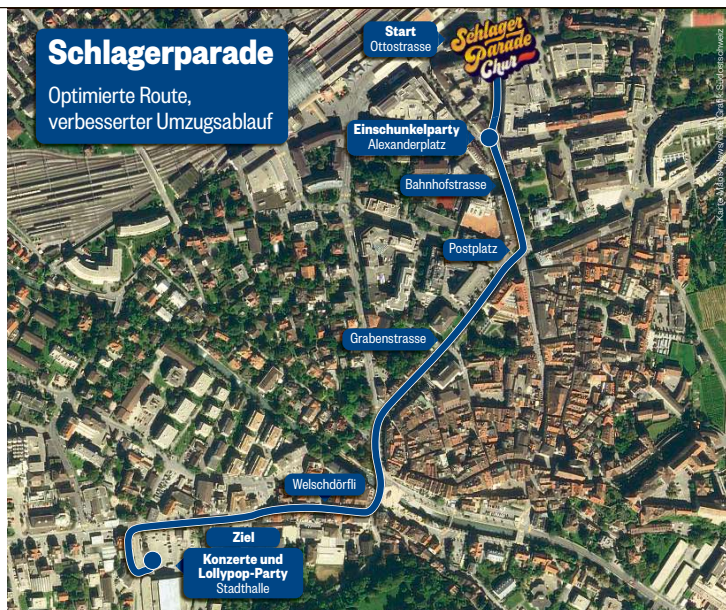 Schlagerparade
Optimierte Route,
verbesserter Umzugsablauf
Start
Ottostrasse
Schlager
Parade
Chur
Einschunkelparty
Alexanderplatz
Bahnhofstrasse
Postplatz
Grabenstrasse
Welschdörfli
Ziel
Konzerte und
Lollypop-Party
Stadthalle